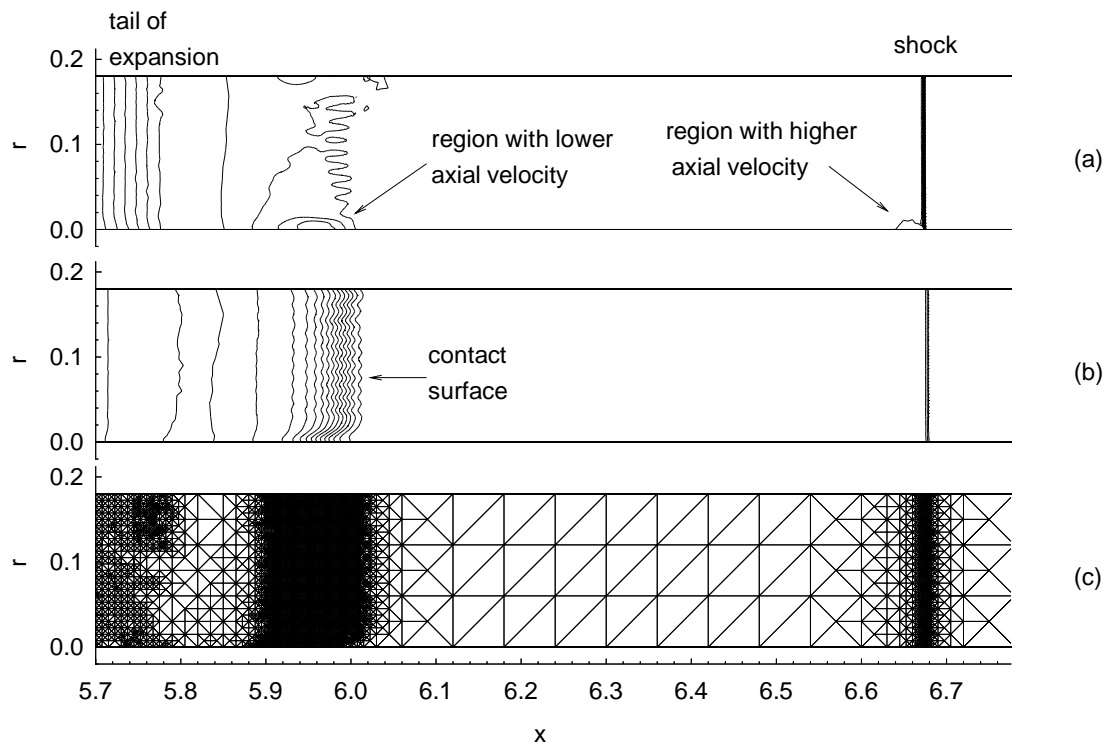 tail of
expansion
shock
0.2
0.1
0.0
r
region with lower
axial velocity
region with higher
axial velocity
(a)
0.2
0.1
0.0
r
contact
surface
(b)
0.2
0.1
0.0
r
(c)
5.7 5.8 5.9 6.0 6.1 6.2 6.3 6.4 6.5 6.6 6.7
x